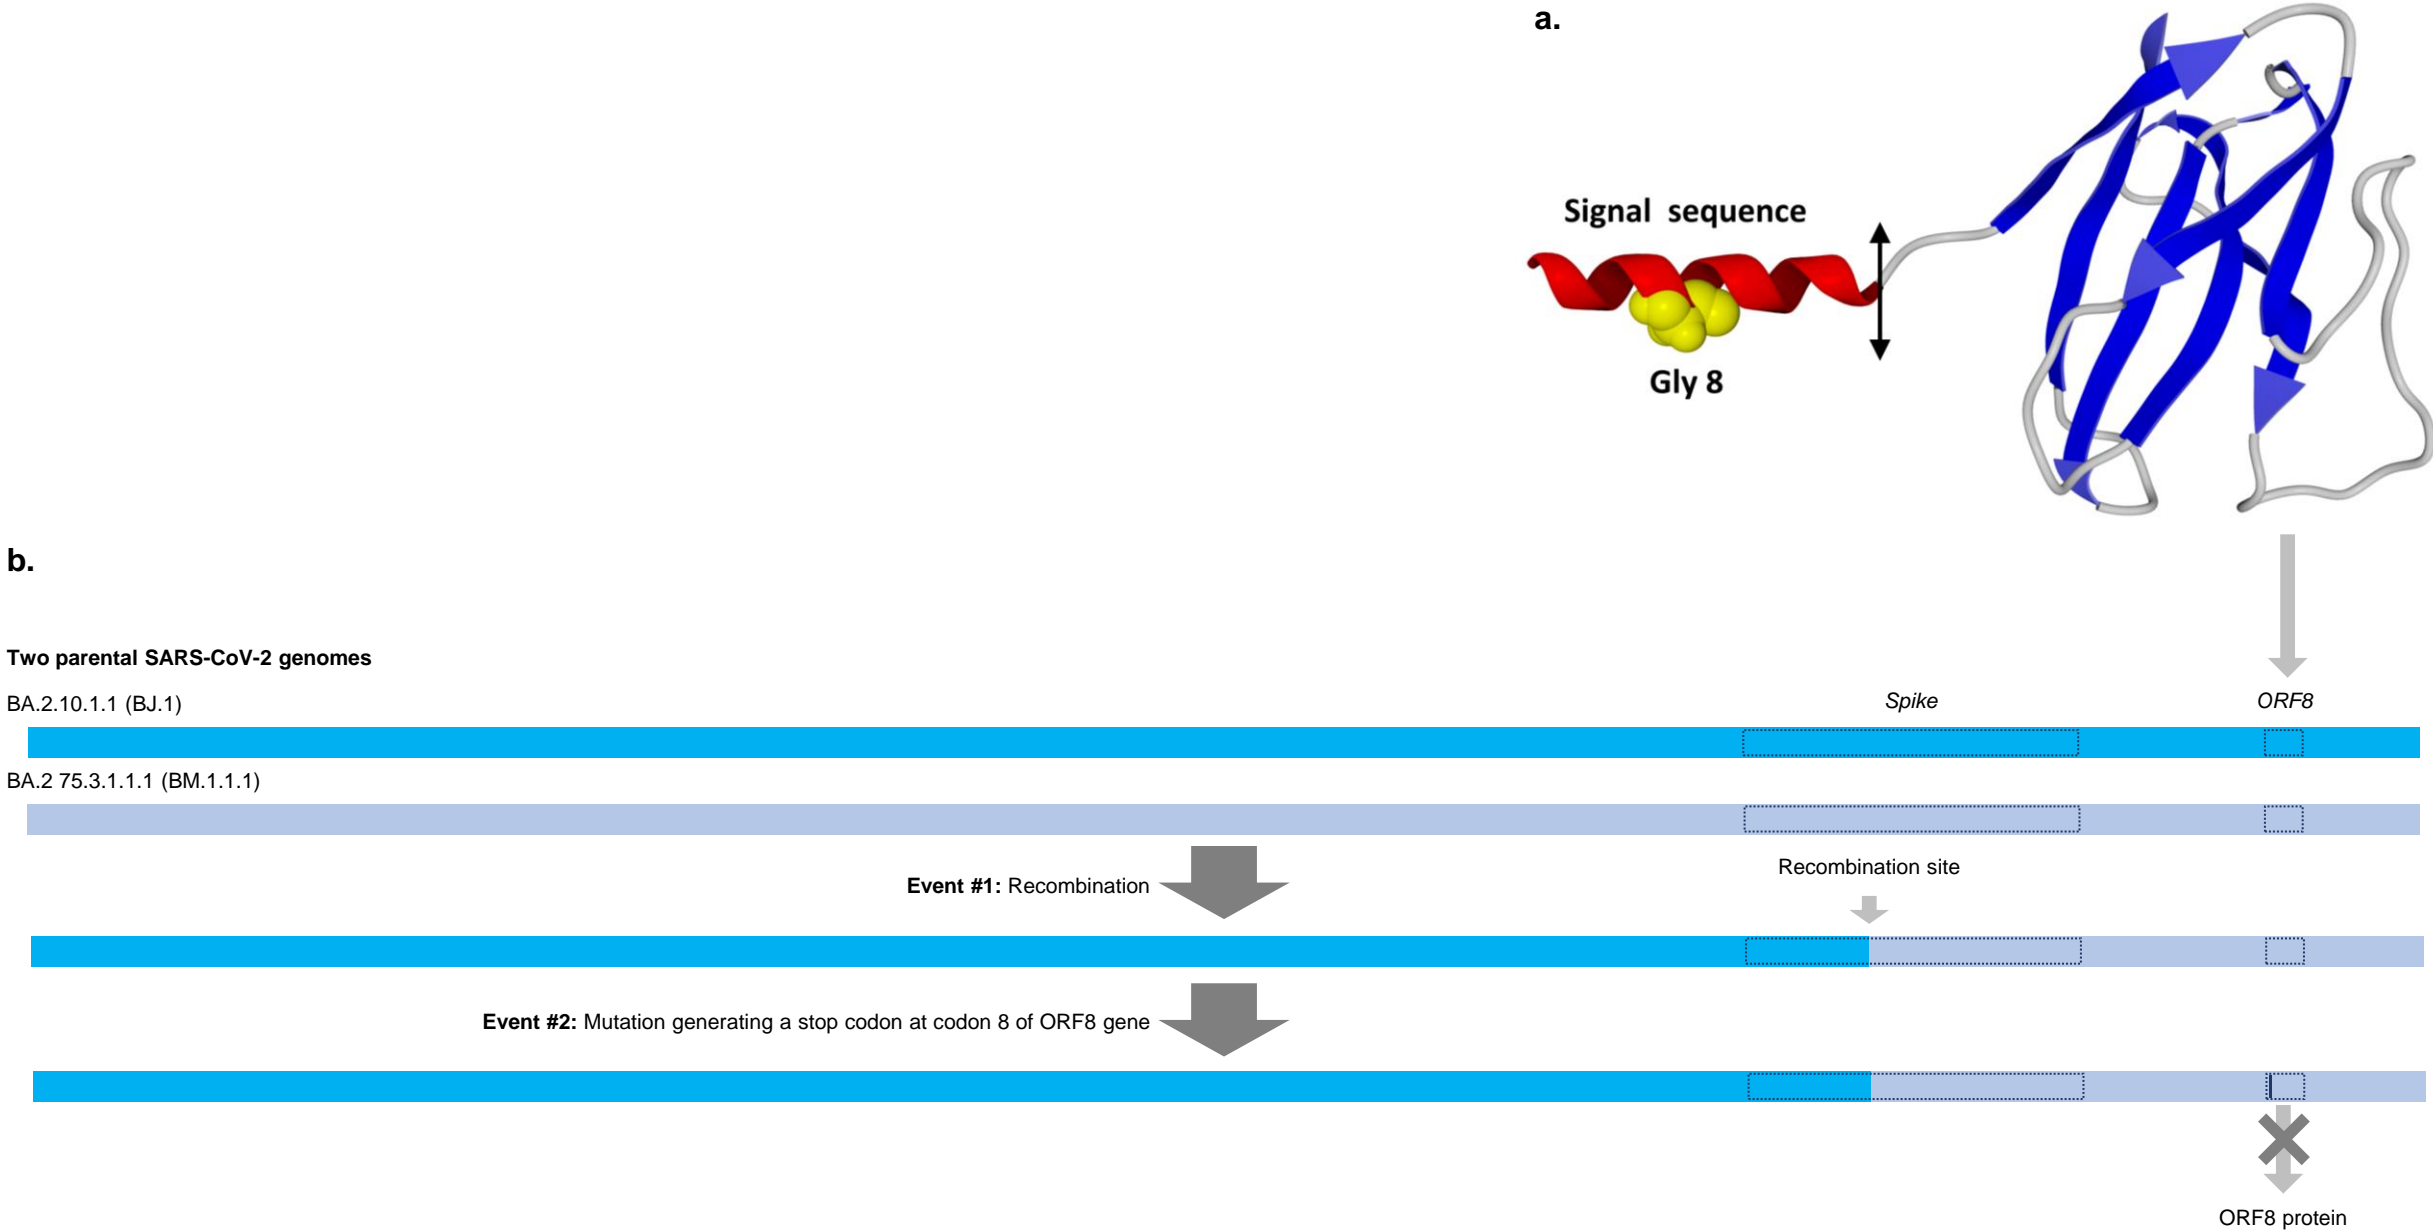 a.
Signal sequence
Gly 8
b.
Two parental SARS-CoV-2 genomes
BA.2.10.1.1 (BJ.1)
Spike
ORF8
BA.2 75.3.1.1.1 (BM.1.1.1)
Recombination site
Event #1: Recombination
Event #2: Mutation generating a stop codon at codon 8 of ORF8 gene
ORF8 protein